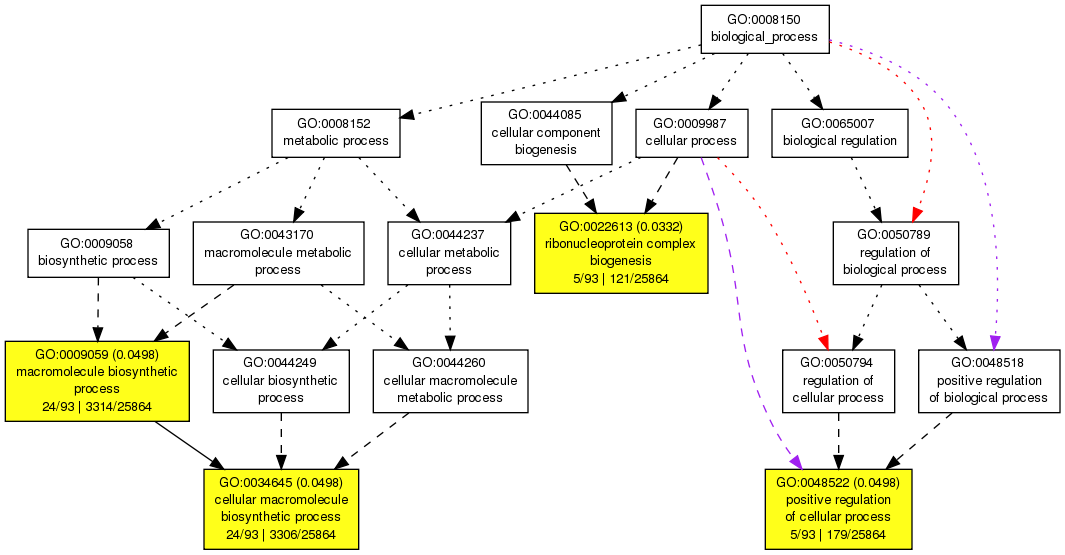 GO:0008150
biological_process
GO:0008152
metabolic process
GO:0044085
cellular component
biogenesis
GO:0009987
cellular process
GO:0065007
biological regulation
GO:0009058
biosynthetic process
GO:0043170
macromolecule metabolic
process
GO:0044237
cellular metabolic
process
GO:0022613 (0.0332)
ribonucleoprotein complex
biogenesis
5/93 | 121/25864
GO:0050789
regulation of
biological process
GO:0009059 (0.0498)
macromolecule biosynthetic
process
24/93 | 3314/25864
GO:0044249
cellular biosynthetic
process
GO:0044260
cellular macromolecule
metabolic process
GO:0050794
regulation of
cellular process
GO:0048518
positive regulation
of biological process
GO:0034645 (0.0498)
cellular macromolecule
biosynthetic process
24/93 | 3306/25864
GO:0048522 (0.0498)
positive regulation
of cellular process
5/93 | 179/25864